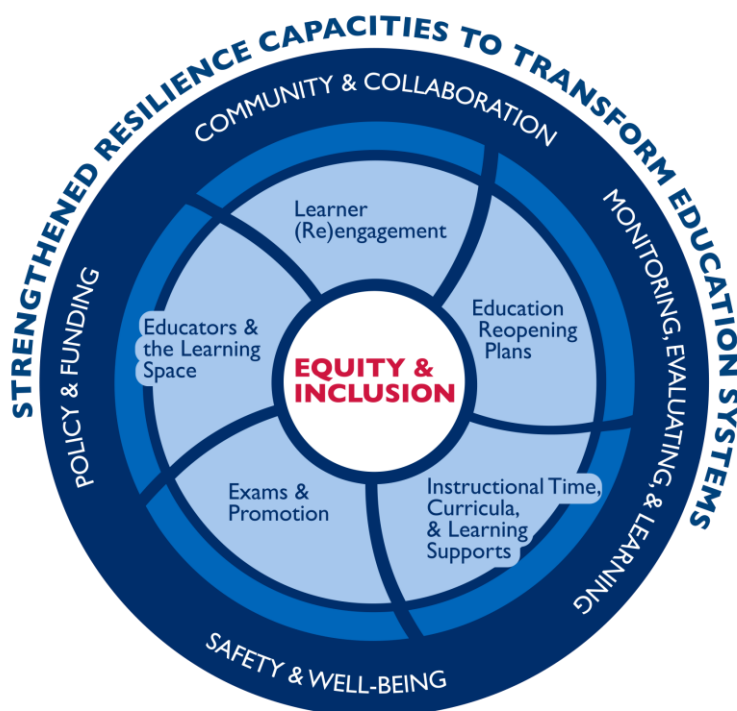 STRENGTHENED RESILIENCE CAPACITIES TO TRANSFORM EDUCATION SYSTEMS
COMMUNITY & COLLABORATION
MONITORING, EVALUATING, & LEARNING
SAFETY & WELL-BEING
POLICY & FUNDING
Learner
(Re)engagement
Education
Reopening
Plans
Instructional Time,
Curricula,
& Learning
Supports
Exams &
Promotion
Educators &
the Learning
Space
EQUITY &
INCLUSION